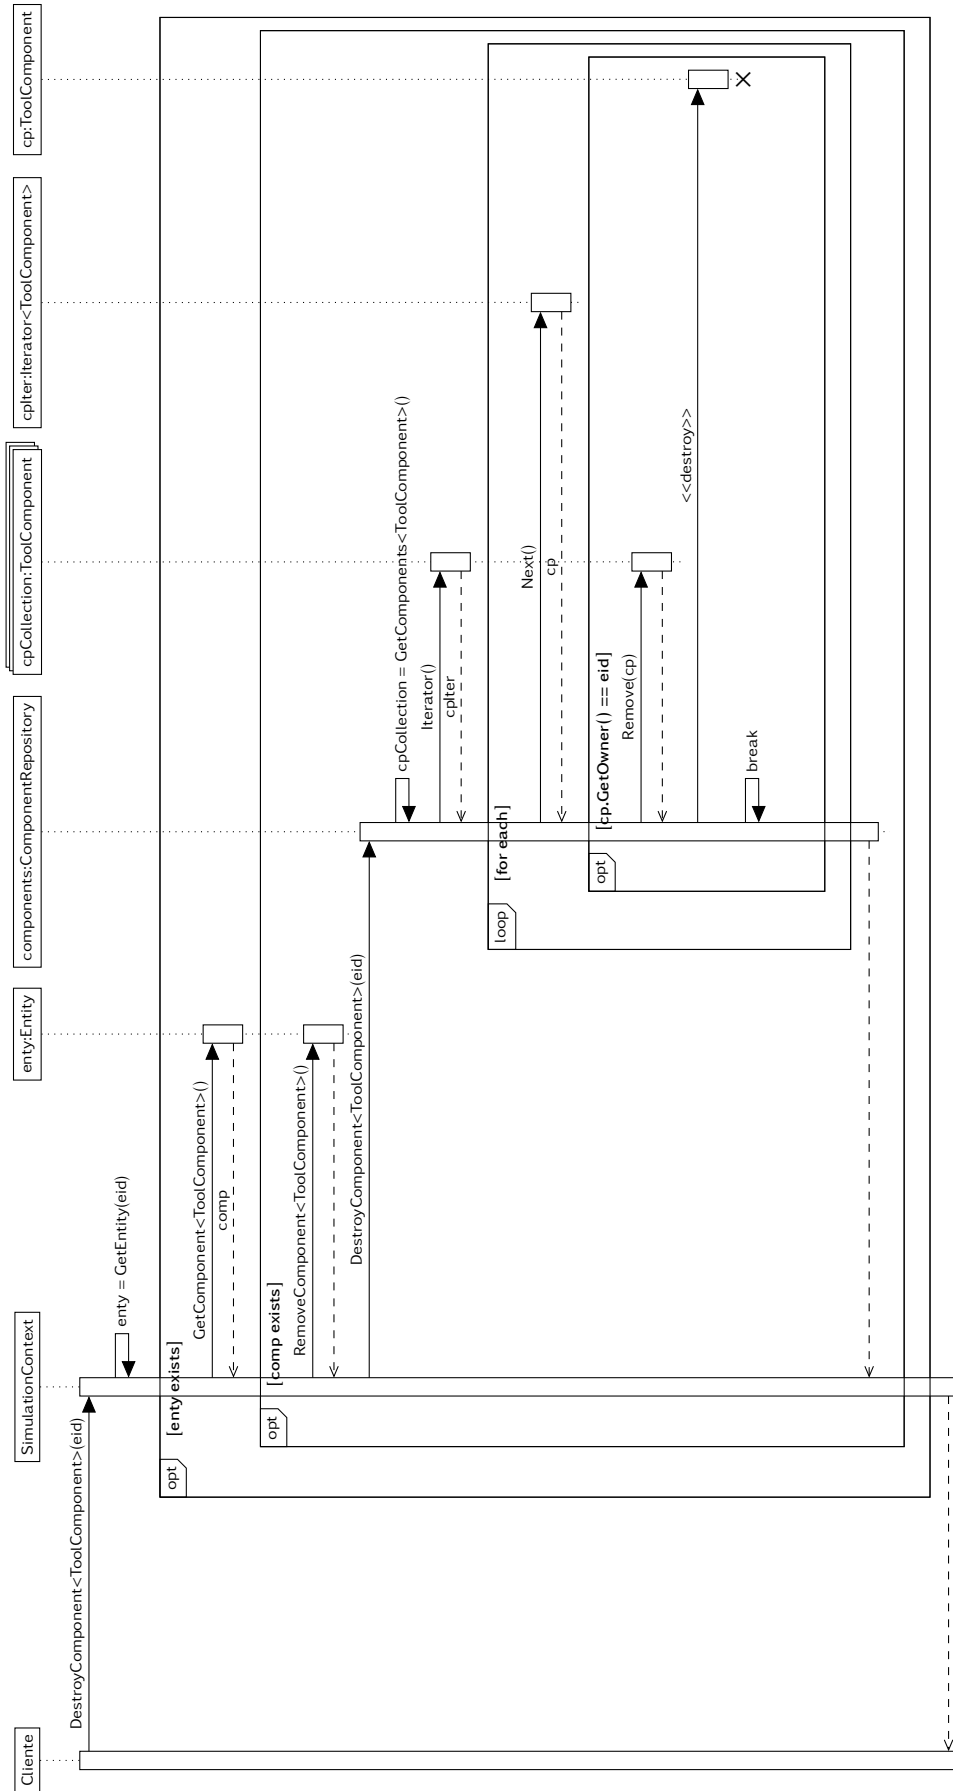 Cliente
SimulationContext
enty:Entity
components:ComponentRepository
cpCollection:ToolComponent
cpIter:Iterator<ToolComponent>
cp:ToolComponent
DestroyComponent<ToolComponent>(eid)
enty = GetEntity(eid)
opt
[enty exists]
GetComponent<ToolComponent>()
comp
opt
[comp exists]
RemoveComponent<ToolComponent>()
DestroyComponent<ToolComponent>(eid)
cpCollection = GetComponents<ToolComponent>()
Iterator()
cpIter
loop
[for each]
Next()
cp
opt
[cp.GetOwner() == eid]
Remove(cp)
<<destroy>>
break